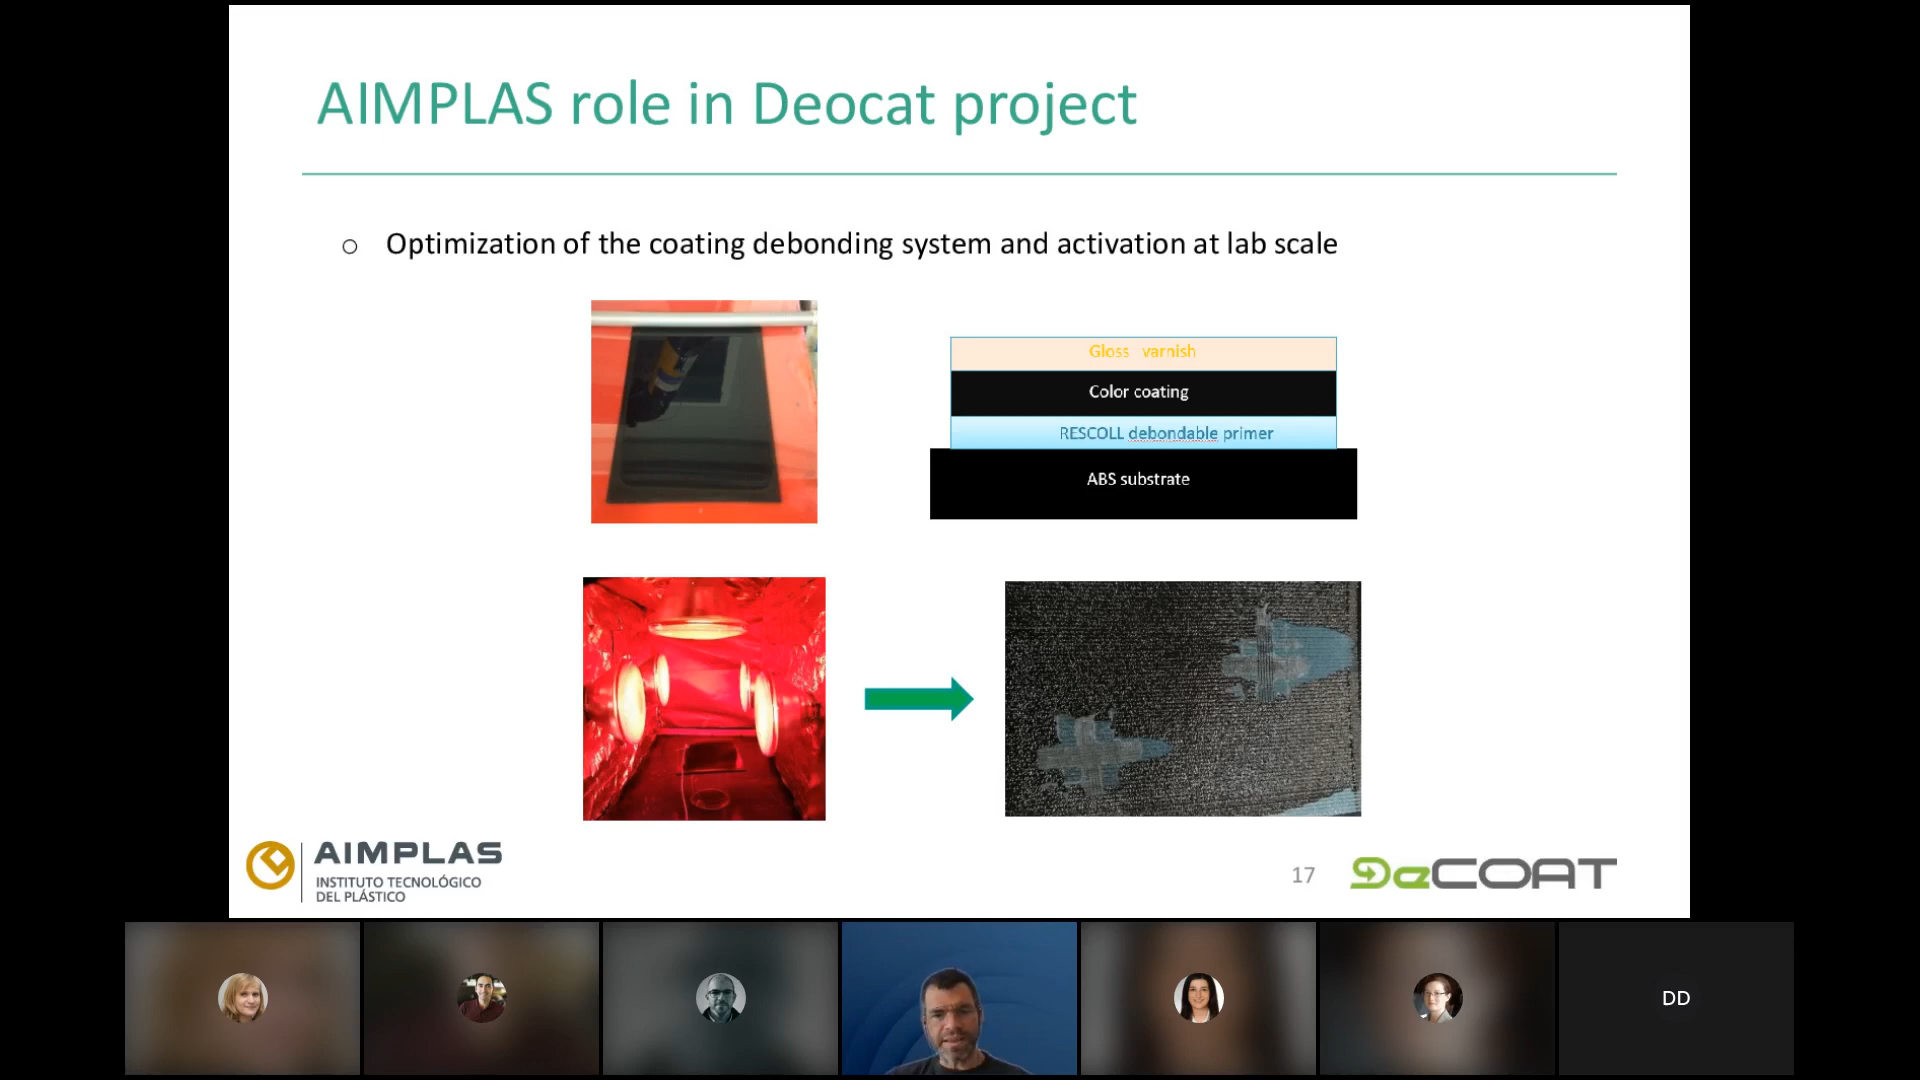 AIMPLAS role in Deocat project
○ Optimization of the coating debonding system and activation at lab scale
Gloss varnish
Color coating
RESCOLL debondable primer
ABS substrate
AIMPLAS
INSTITUTO TECNOLÓGICO
DEL PLÁSTICO
17
DeCOAT
DD